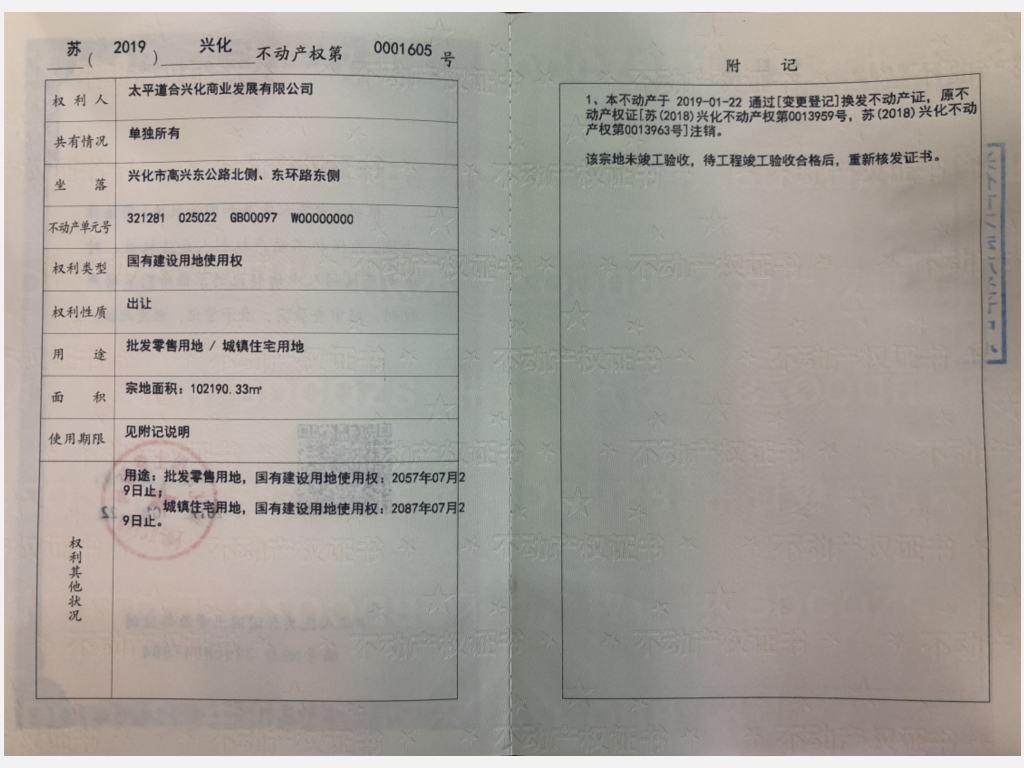 苏（2019）兴化不动产权第0001605号
权利人 太平道合兴化商业发展有限公司
共有情况 单独所有
坐落 兴化市高兴东公路北侧、东环路东侧
不动产单元号 321281 025022 GB00097 W00000000
权利类型 国有建设用地使用权
权利性质 出让
用途 批发零售用地 / 城镇住宅用地
面积 宗地面积：102190.33㎡
使用期限 见附记说明
权利其他状况
用途：批发零售用地，国有建设用地使用权：2057年07月2
9日止；
城镇住宅用地，国有建设用地使用权：2087年07月2
9日止。
附记
1、本不动产于 2019-01-22 通过[变更登记]换发不动产证，原不
动产权证[苏(2018)兴化不动产权第0013959号，苏(2018)兴化不动
产权第0013963号]注销。
该宗地未竣工验收，待工程竣工验收合格后，重新核发证书。